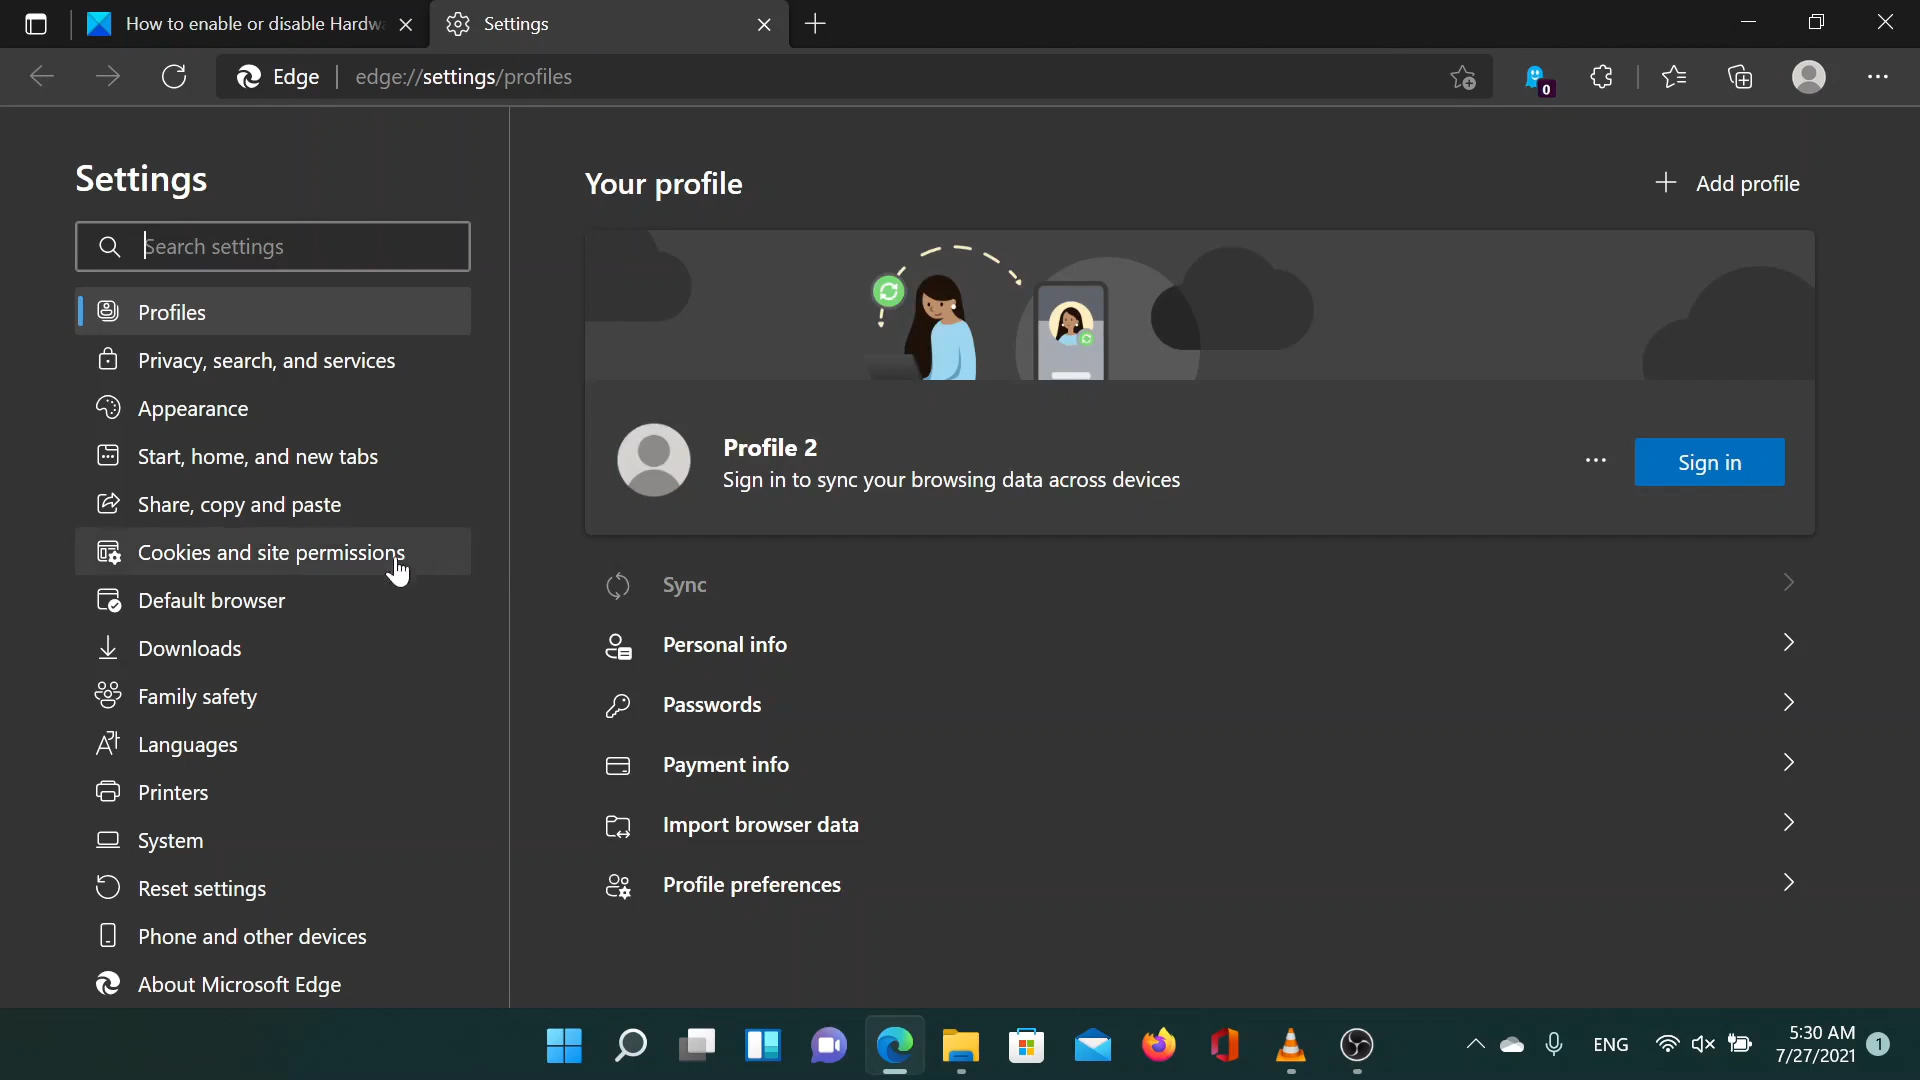 How to enable or disable Hardw
Settings
Edge
edge://settings/profiles
0
Settings
Search settings
Profiles
Privacy, search, and services
Appearance
Start, home, and new tabs
Share, copy and paste
Cookies and site permissions
Default browser
Downloads
Family safety
Languages
Printers
System
Reset settings
Phone and other devices
About Microsoft Edge
Your profile
Add profile
Profile 2
Sign in to sync your browsing data across devices
Sign in
Sync
Personal info
Passwords
Payment info
Import browser data
Profile preferences
ENG
5:30 AM
7/27/2021
1